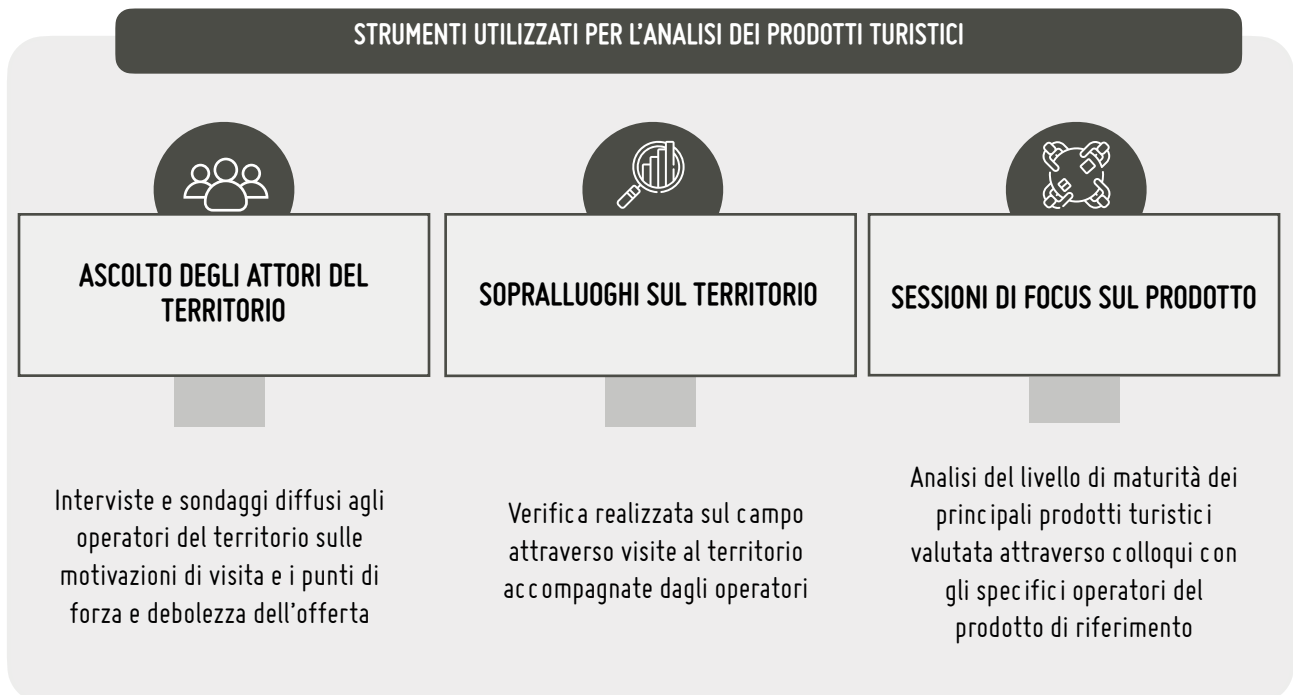 STRUMENTI UTILIZZATI PER L'ANALISI DEI PRODOTTI TURISTICI
ASCOLTO DEGLI ATTORI DEL
TERRITORIO
Interviste e sondaggi diffusi agli
operatori del territorio sulle
motivazioni di visita e i punti di
forza e debolezza dell'offerta
SOPRALLUOGHI SUL TERRITORIO
Verifica realizzata sul campo
attraverso visite al territorio
accompagnate dagli operatori
SESSIONI DI FOCUS SUL PRODOTTO
Analisi del livello di maturità dei
principali prodotti turistici
valutata attraverso colloqui con
gli specifici operatori del
prodotto di riferimento